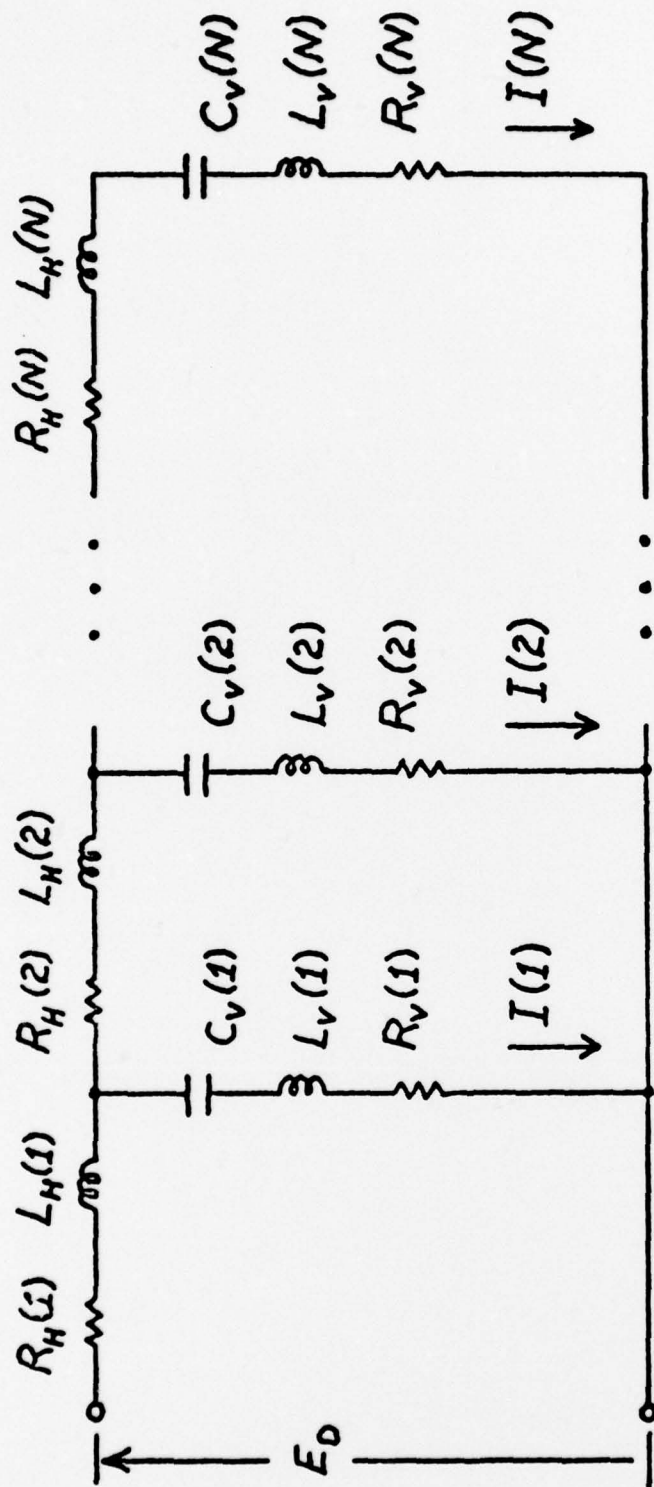 R_H(1) L_H(1) R_H(2) L_H(2) R_H(N) L_H(N)
C_V(1) C_V(2) C_V(N)
L_V(1) L_V(2) L_V(N)
R_V(1) R_V(2) R_V(N)
E_D I(1) I(2) I(N)